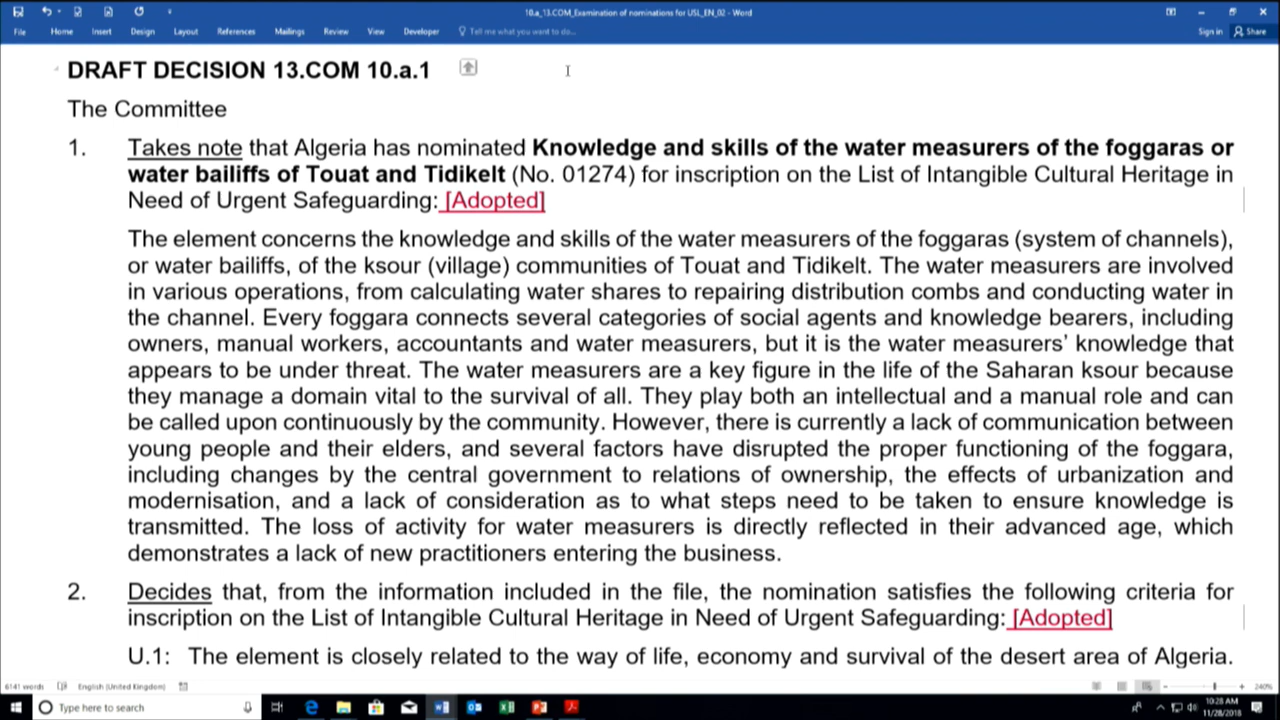 10.a_13.COM_Examination of nominations for USL_EN_02 - Word
File Home Insert Design Layout References Mailings Review View Developer Tell me what you want to do... Sign in Share
DRAFT DECISION 13.COM 10.a.1
The Committee
1. Takes note that Algeria has nominated Knowledge and skills of the water measurers of the foggaras or
water bailiffs of Touat and Tidikelt (No. 01274) for inscription on the List of Intangible Cultural Heritage in
Need of Urgent Safeguarding: [Adopted]
The element concerns the knowledge and skills of the water measurers of the foggaras (system of channels),
or water bailiffs, of the ksour (village) communities of Touat and Tidikelt. The water measurers are involved
in various operations, from calculating water shares to repairing distribution combs and conducting water in
the channel. Every foggara connects several categories of social agents and knowledge bearers, including
owners, manual workers, accountants and water measurers, but it is the water measurers’ knowledge that
appears to be under threat. The water measurers are a key figure in the life of the Saharan ksour because
they manage a domain vital to the survival of all. They play both an intellectual and a manual role and can
be called upon continuously by the community. However, there is currently a lack of communication between
young people and their elders, and several factors have disrupted the proper functioning of the foggara,
including changes by the central government to relations of ownership, the effects of urbanization and
modernisation, and a lack of consideration as to what steps need to be taken to ensure knowledge is
transmitted. The loss of activity for water measurers is directly reflected in their advanced age, which
demonstrates a lack of new practitioners entering the business.
2. Decides that, from the information included in the file, the nomination satisfies the following criteria for
inscription on the List of Intangible Cultural Heritage in Need of Urgent Safeguarding: [Adopted]
U.1: The element is closely related to the way of life, economy and survival of the desert area of Algeria.
6141 words English (United Kingdom) 240%
Type here to search 10:28 AM
11/28/2018